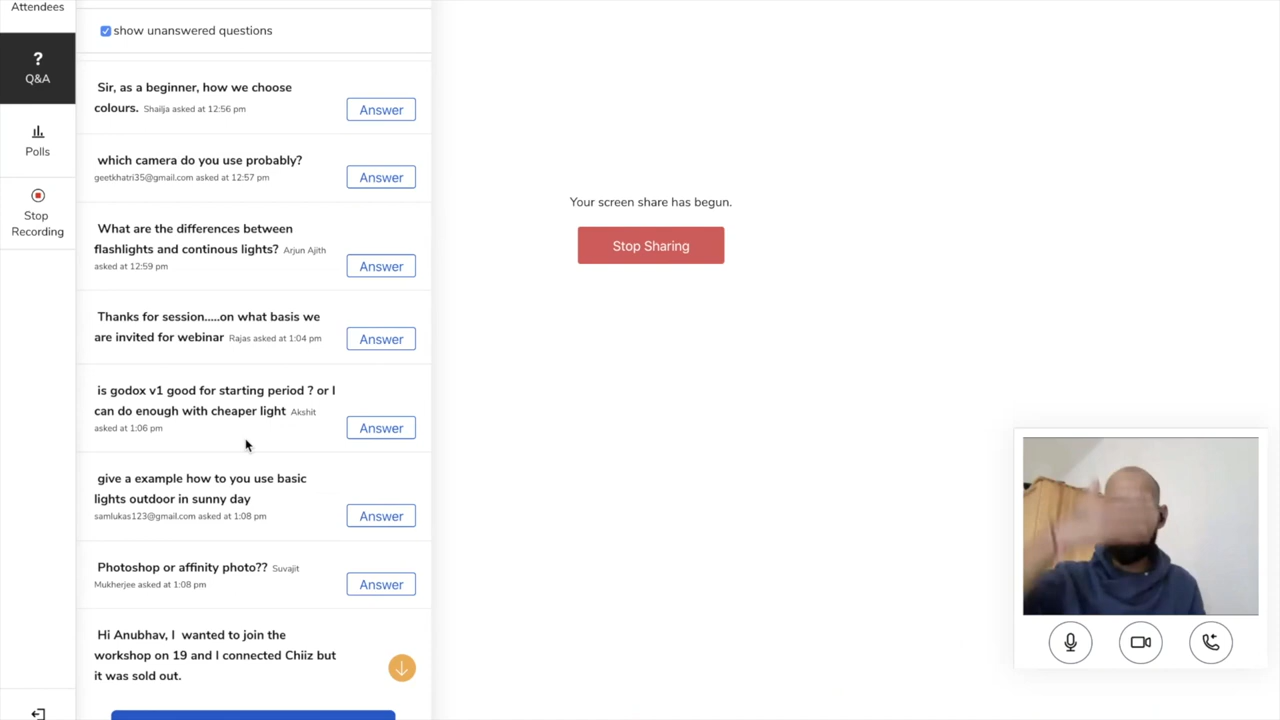 Attendees
?
Q&A
Polls
Stop
Recording
show unanswered questions
Sir, as a beginner, how we choose
colours. Shailja asked at 12:56 pm
Answer
which camera do you use probably?
geetkhatri35@gmail.com asked at 12:57 pm
Answer
What are the differences between
flashlights and continous lights? Arjun Ajith
asked at 12:59 pm
Answer
Thanks for session.....on what basis we
are invited for webinar Rajas asked at 1:04 pm
Answer
is godox v1 good for starting period ? or I
can do enough with cheaper light Akshit
asked at 1:06 pm
Answer
give a example how to you use basic
lights outdoor in sunny day
samlukas123@gmail.com asked at 1:08 pm
Answer
Photoshop or affinity photo?? Suvajit
Mukherjee asked at 1:08 pm
Answer
Hi Anubhav, I wanted to join the
workshop on 19 and I connected Chiiz but
it was sold out.
Your screen share has begun.
Stop Sharing